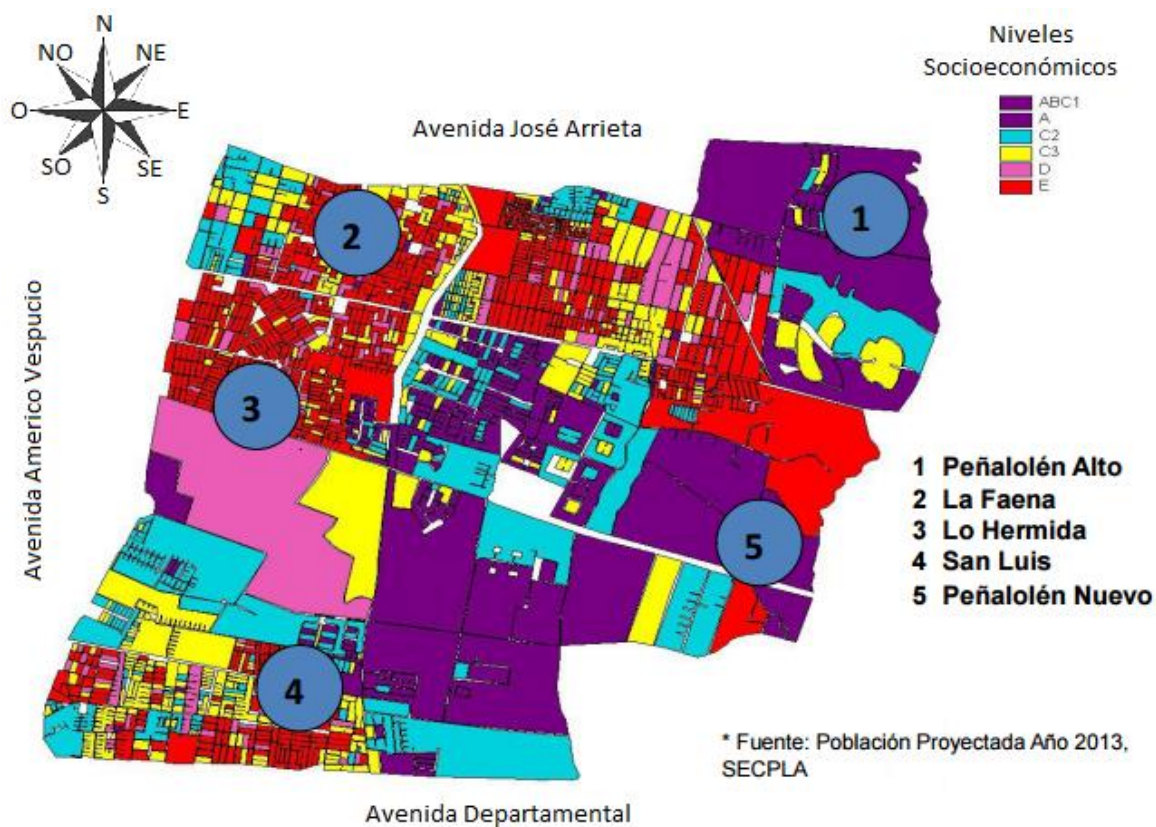 N
NO
NE
O
E
SO
SE
S
Niveles
Socioeconómicos
ABC1
A
C2
C3
D
E
Avenida José Arrieta
Avenida Americo Vespucio
1
2
3
4
5
1 Peñalolén Alto
2 La Faena
3 Lo Hermida
4 San Luis
5 Peñalolén Nuevo
* Fuente: Población Proyectada Año 2013,
SECPLA
Avenida Departamental